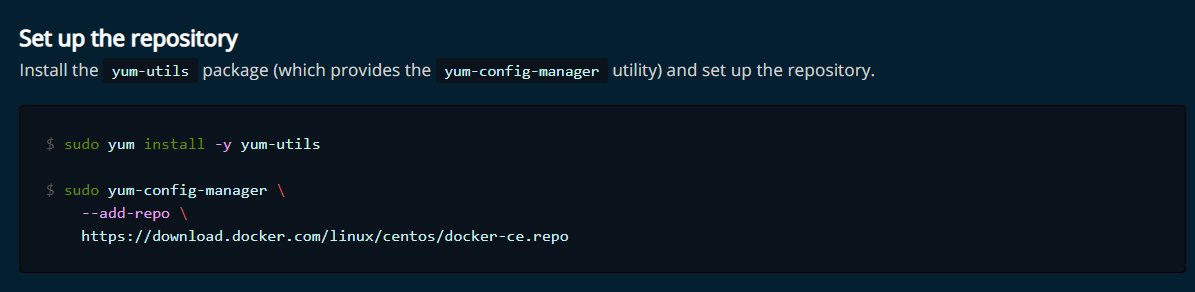 Set up the repository
Install the yum-utils package (which provides the yum-config-manager utility) and set up the repository.
$ sudo yum install -y yum-utils
$ sudo yum-config-manager \
--add-repo \
https://download.docker.com/linux/centos/docker-ce.repo